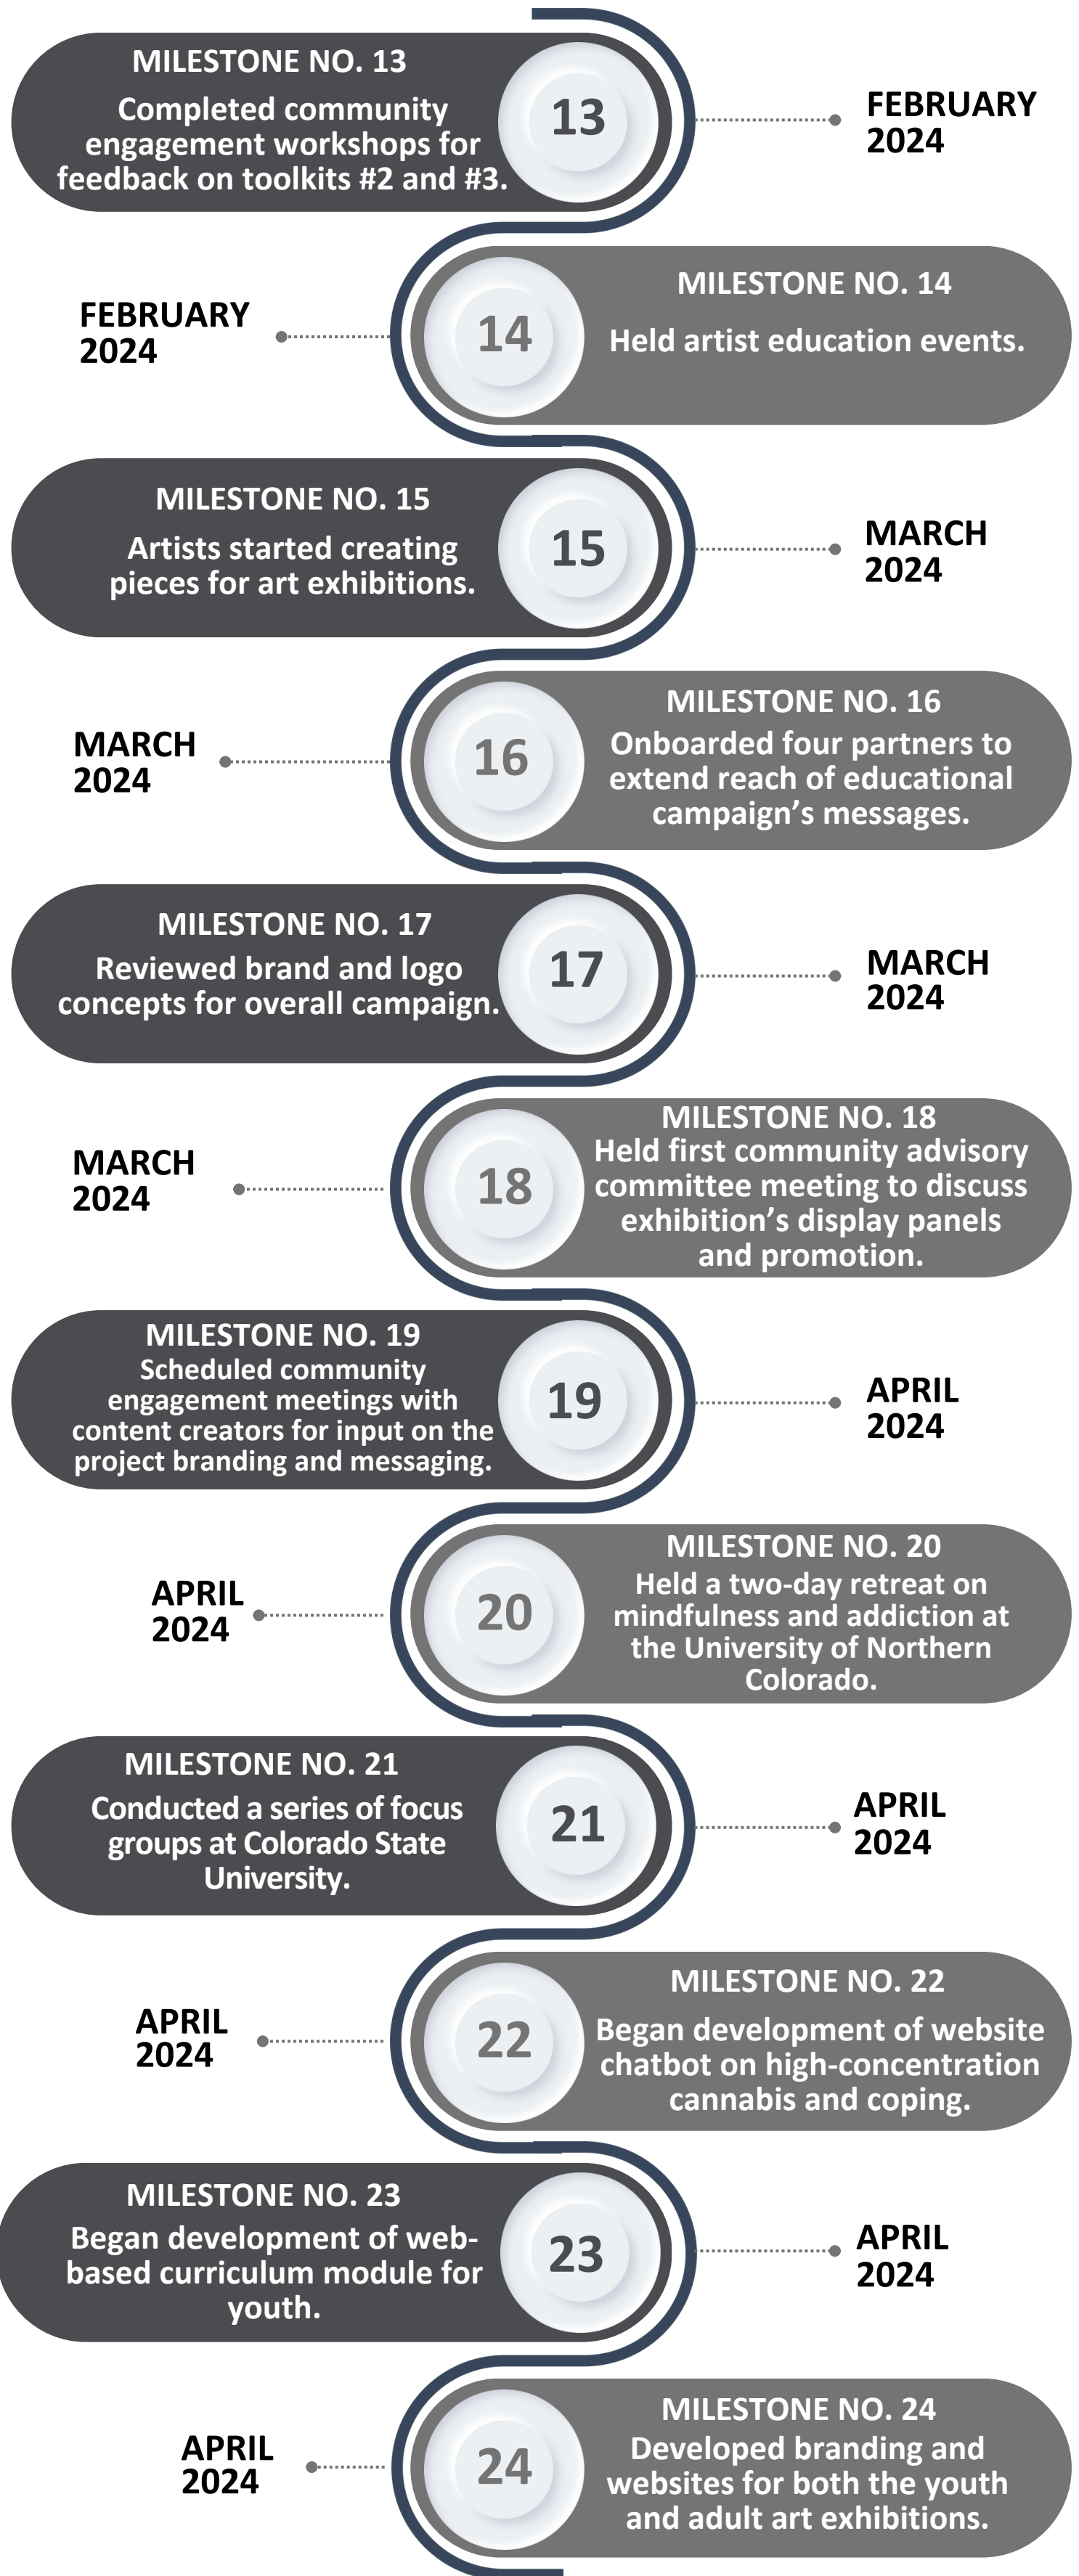 MILESTONE NO. 13
Completed community
engagement workshops for
feedback on toolkits #2 and #3.
13
FEBRUARY
2024
FEBRUARY
2024
14
MILESTONE NO. 14
Held artist education events.
MILESTONE NO. 15
Artists started creating
pieces for art exhibitions.
15
MARCH
2024
MARCH
2024
16
MILESTONE NO. 16
Onboarded four partners to
extend reach of educational
campaign’s messages.
MILESTONE NO. 17
Reviewed brand and logo
concepts for overall campaign.
17
MARCH
2024
MARCH
2024
18
MILESTONE NO. 18
Held first community advisory
committee meeting to discuss
exhibition’s display panels
and promotion.
MILESTONE NO. 19
Scheduled community
engagement meetings with
content creators for input on the
project branding and messaging.
19
APRIL
2024
APRIL
2024
20
MILESTONE NO. 20
Held a two-day retreat on
mindfulness and addiction at
the University of Northern
Colorado.
MILESTONE NO. 21
Conducted a series of focus
groups at Colorado State
University.
21
APRIL
2024
APRIL
2024
22
MILESTONE NO. 22
Began development of website
chatbot on high-concentration
cannabis and coping.
MILESTONE NO. 23
Began development of web-
based curriculum module for
youth.
23
APRIL
2024
APRIL
2024
24
MILESTONE NO. 24
Developed branding and
websites for both the youth
and adult art exhibitions.